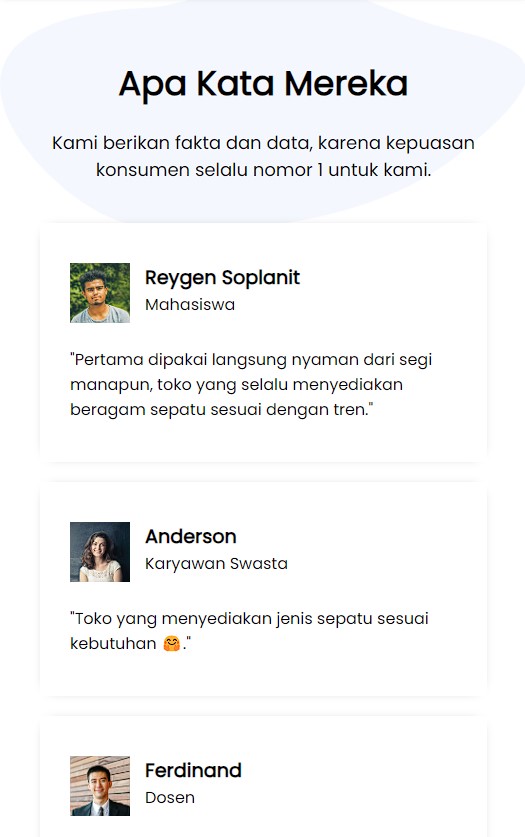 Apa Kata Mereka
Kami berikan fakta dan data, karena kepuasan
konsumen selalu nomor 1 untuk kami.
Reygen Soplanit
Mahasiswa
"Pertama dipakai langsung nyaman dari segi
manapun, toko yang selalu menyediakan
beragam sepatu sesuai dengan tren."
Anderson
Karyawan Swasta
"Toko yang menyediakan jenis sepatu sesuai
kebutuhan 🤗."
Ferdinand
Dosen